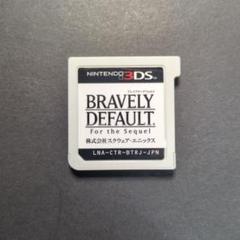 NINTENDO 3DS
BRAVELY
DEFAULT
For the Sequel
株式会社スクウェア・エニックス
LNA-CTR-BTRJ-JPN